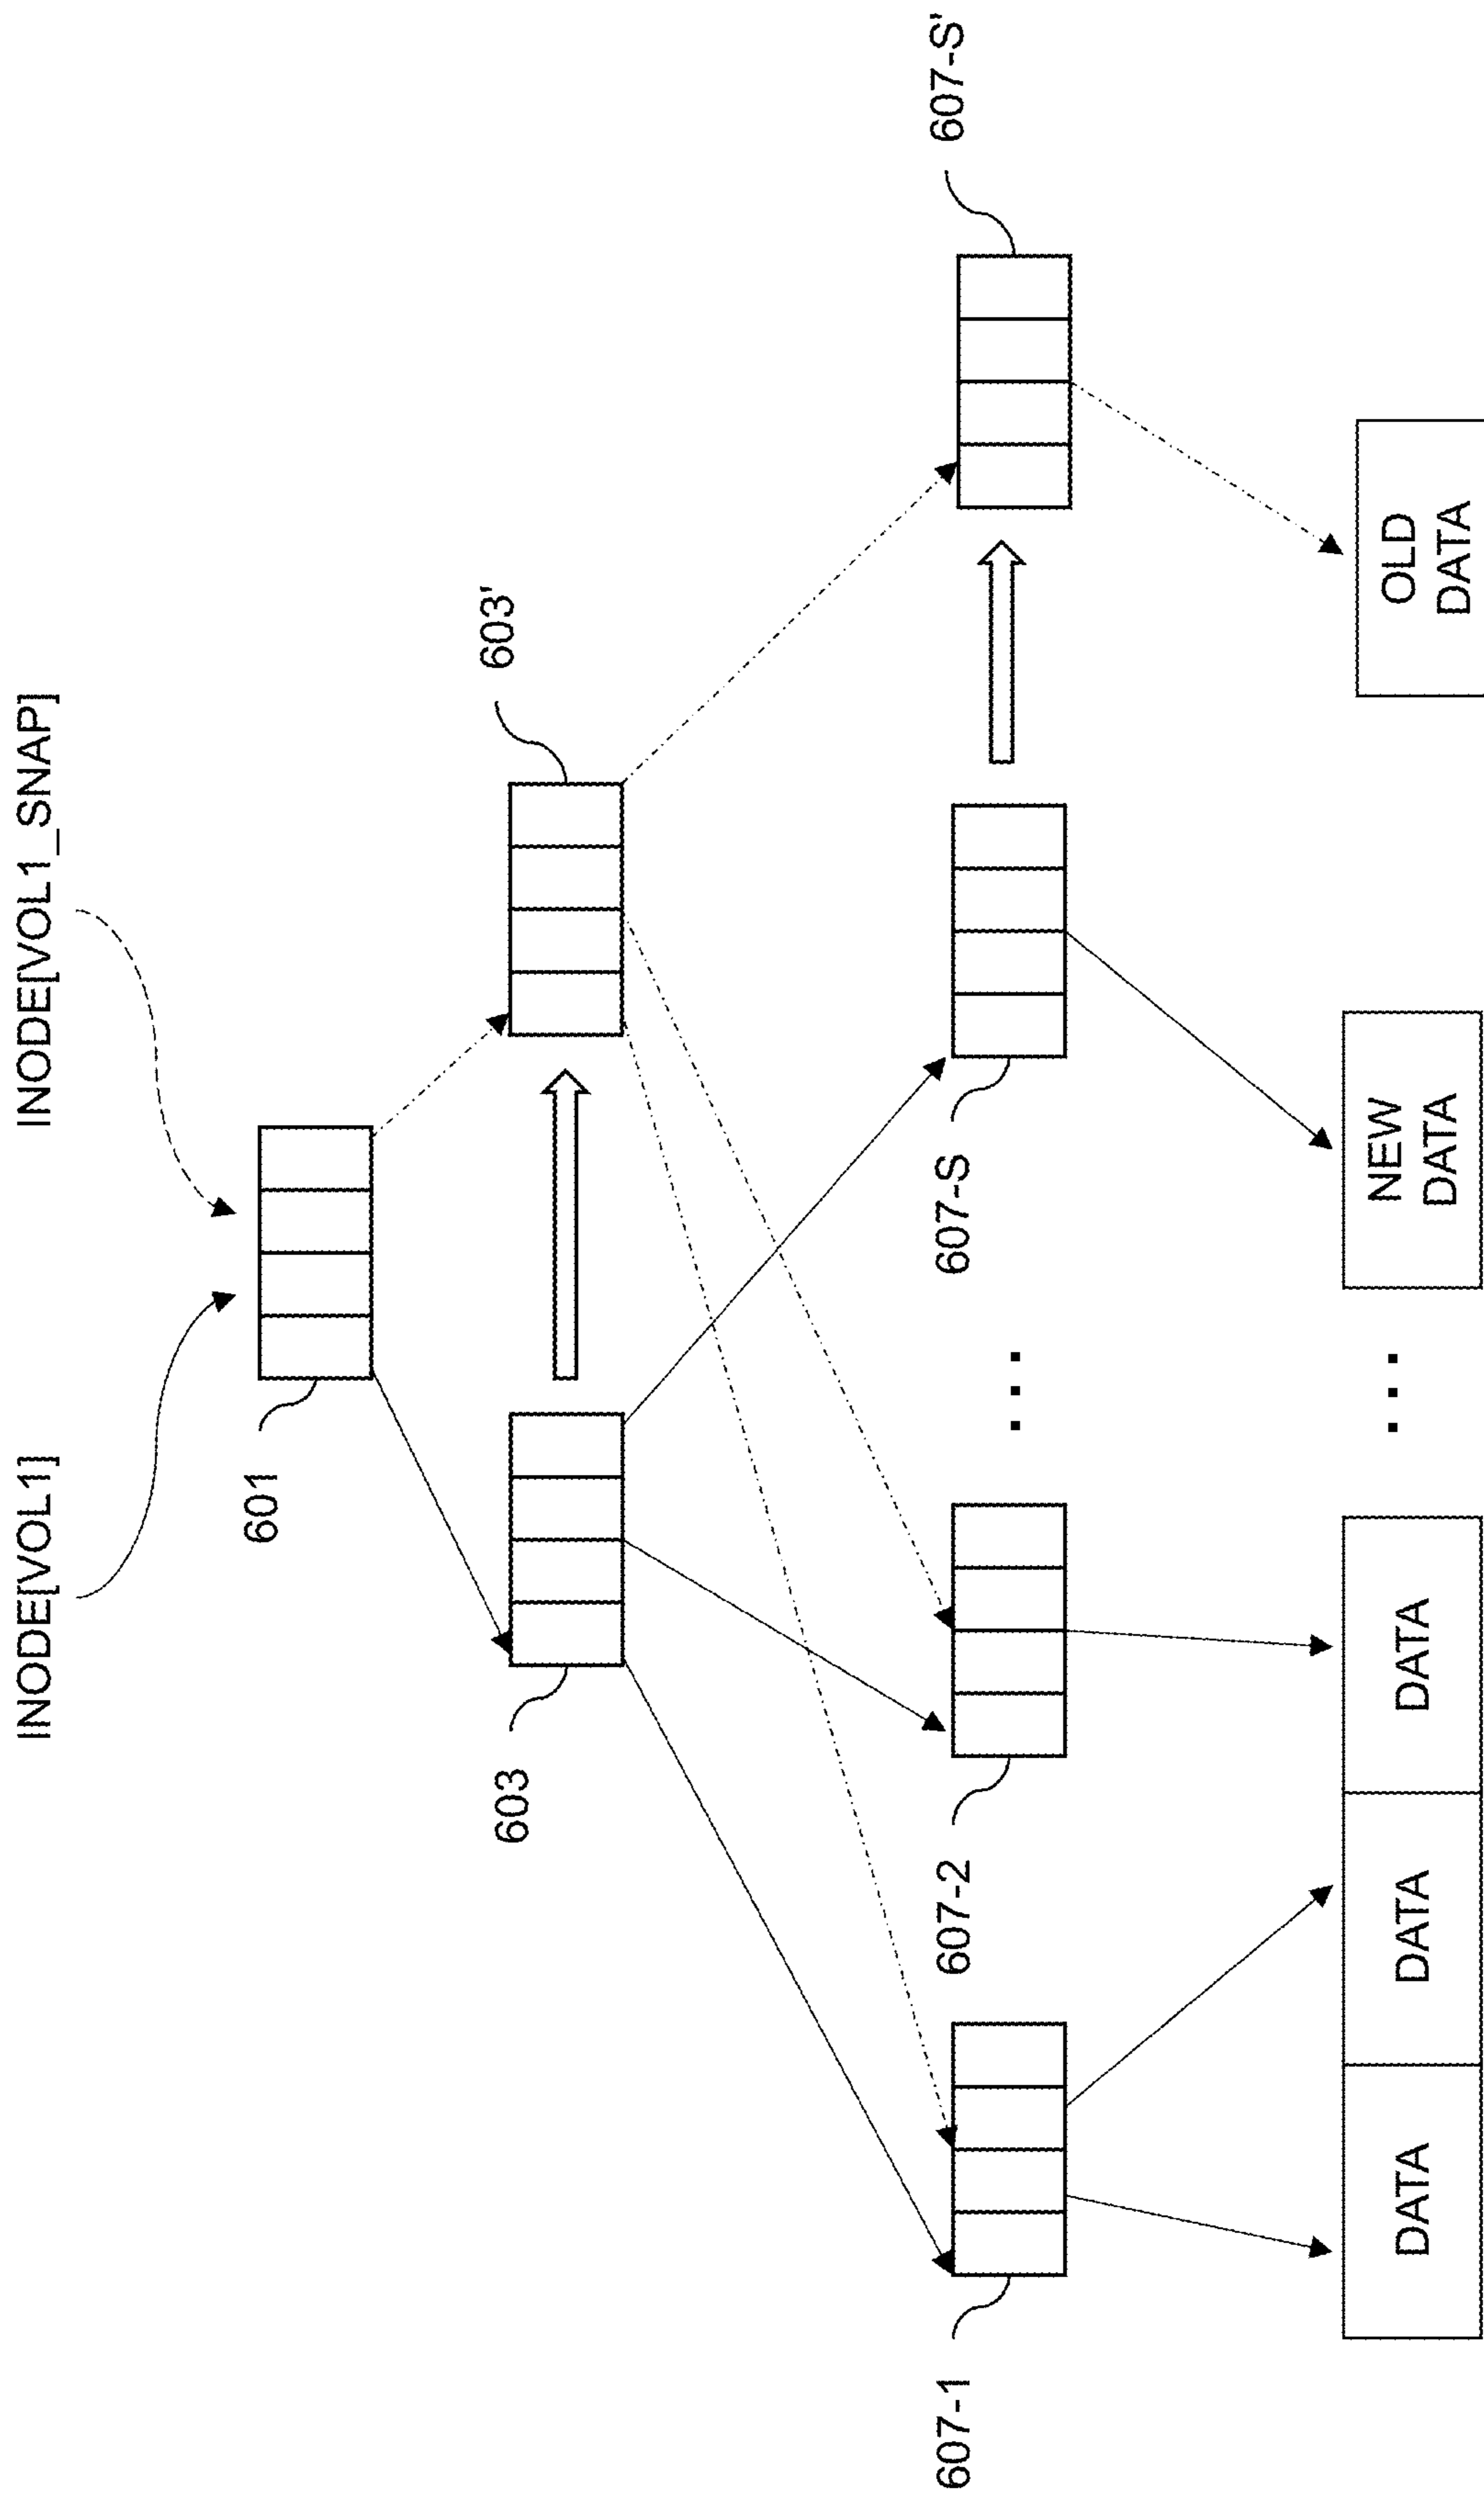 INODE[VOL1]
INODE[VOL1_SNAP]
601
603
603'
607-1
607-2
607-S
607-S'
...
DATA
DATA
DATA
...
NEW
DATA
OLD
DATA